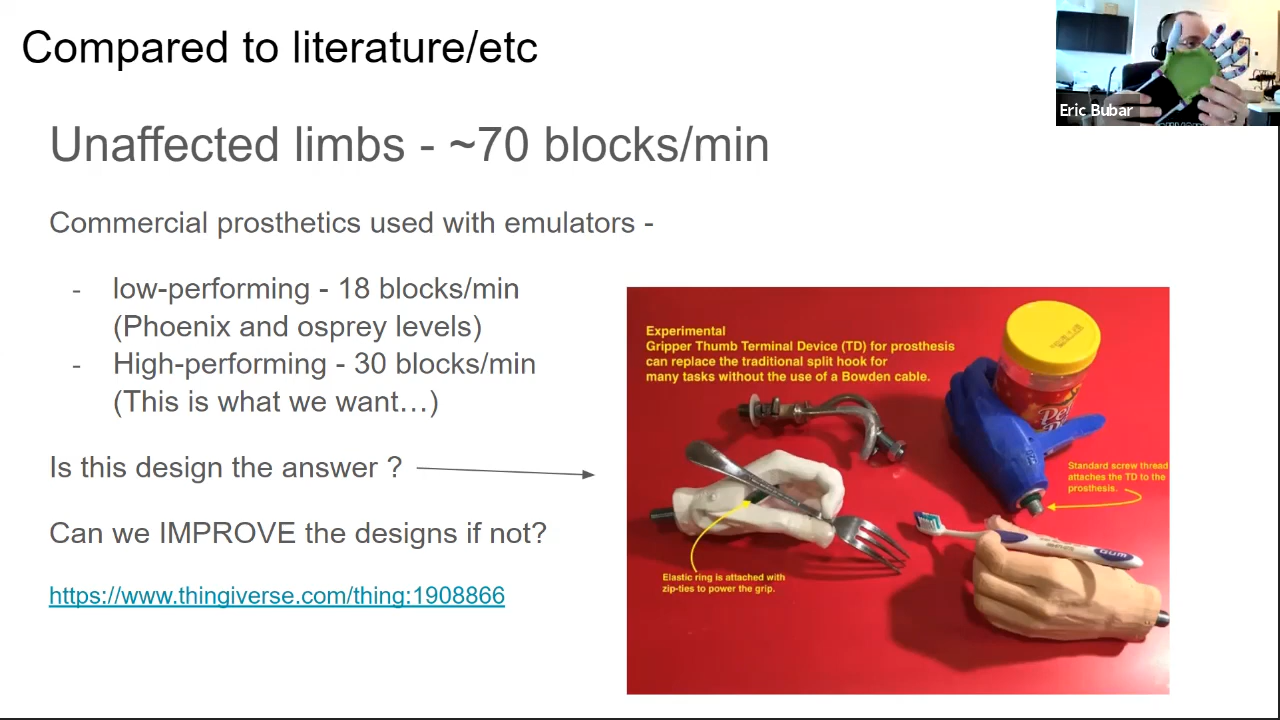 Compared to literature/etc
Eric Bubar
Unaffected limbs - ~70 blocks/min
Commercial prosthetics used with emulators -
- low-performing - 18 blocks/min
(Phoenix and osprey levels)
- High-performing - 30 blocks/min
(This is what we want…)
Is this design the answer ?
Can we IMPROVE the designs if not?
https://www.thingiverse.com/thing:1908866
Experimental
Gripper Thumb Terminal Device (TD) for prosthesis
can replace the traditional split hook for
many tasks without the use of a Bowden cable.
Standard screw thread
attaches the TD to the
prosthesis.
Elastic ring is attached with
zip-ties to power the grip.
GUM